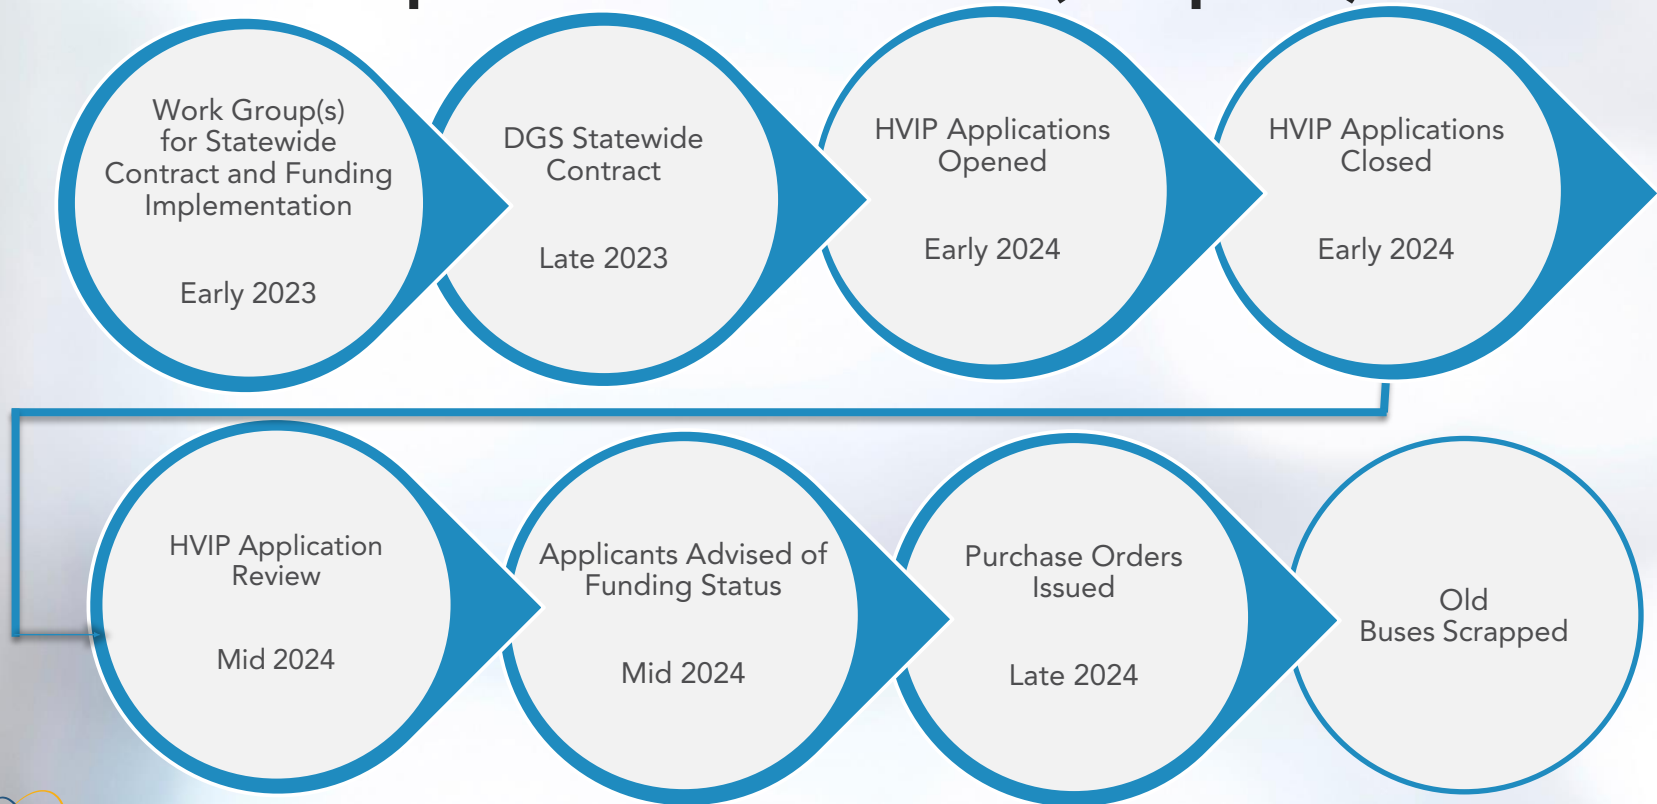 Work Group(s)
for Statewide
Contract and Funding
Implementation
Early 2023
DGS Statewide
Contract
Late 2023
HVIP Applications
Opened
Early 2024
HVIP Applications
Closed
Early 2024
HVIP Application
Review
Mid 2024
Applicants Advised of
Funding Status
Mid 2024
Purchase Orders
Issued
Late 2024
Old
Buses Scrapped